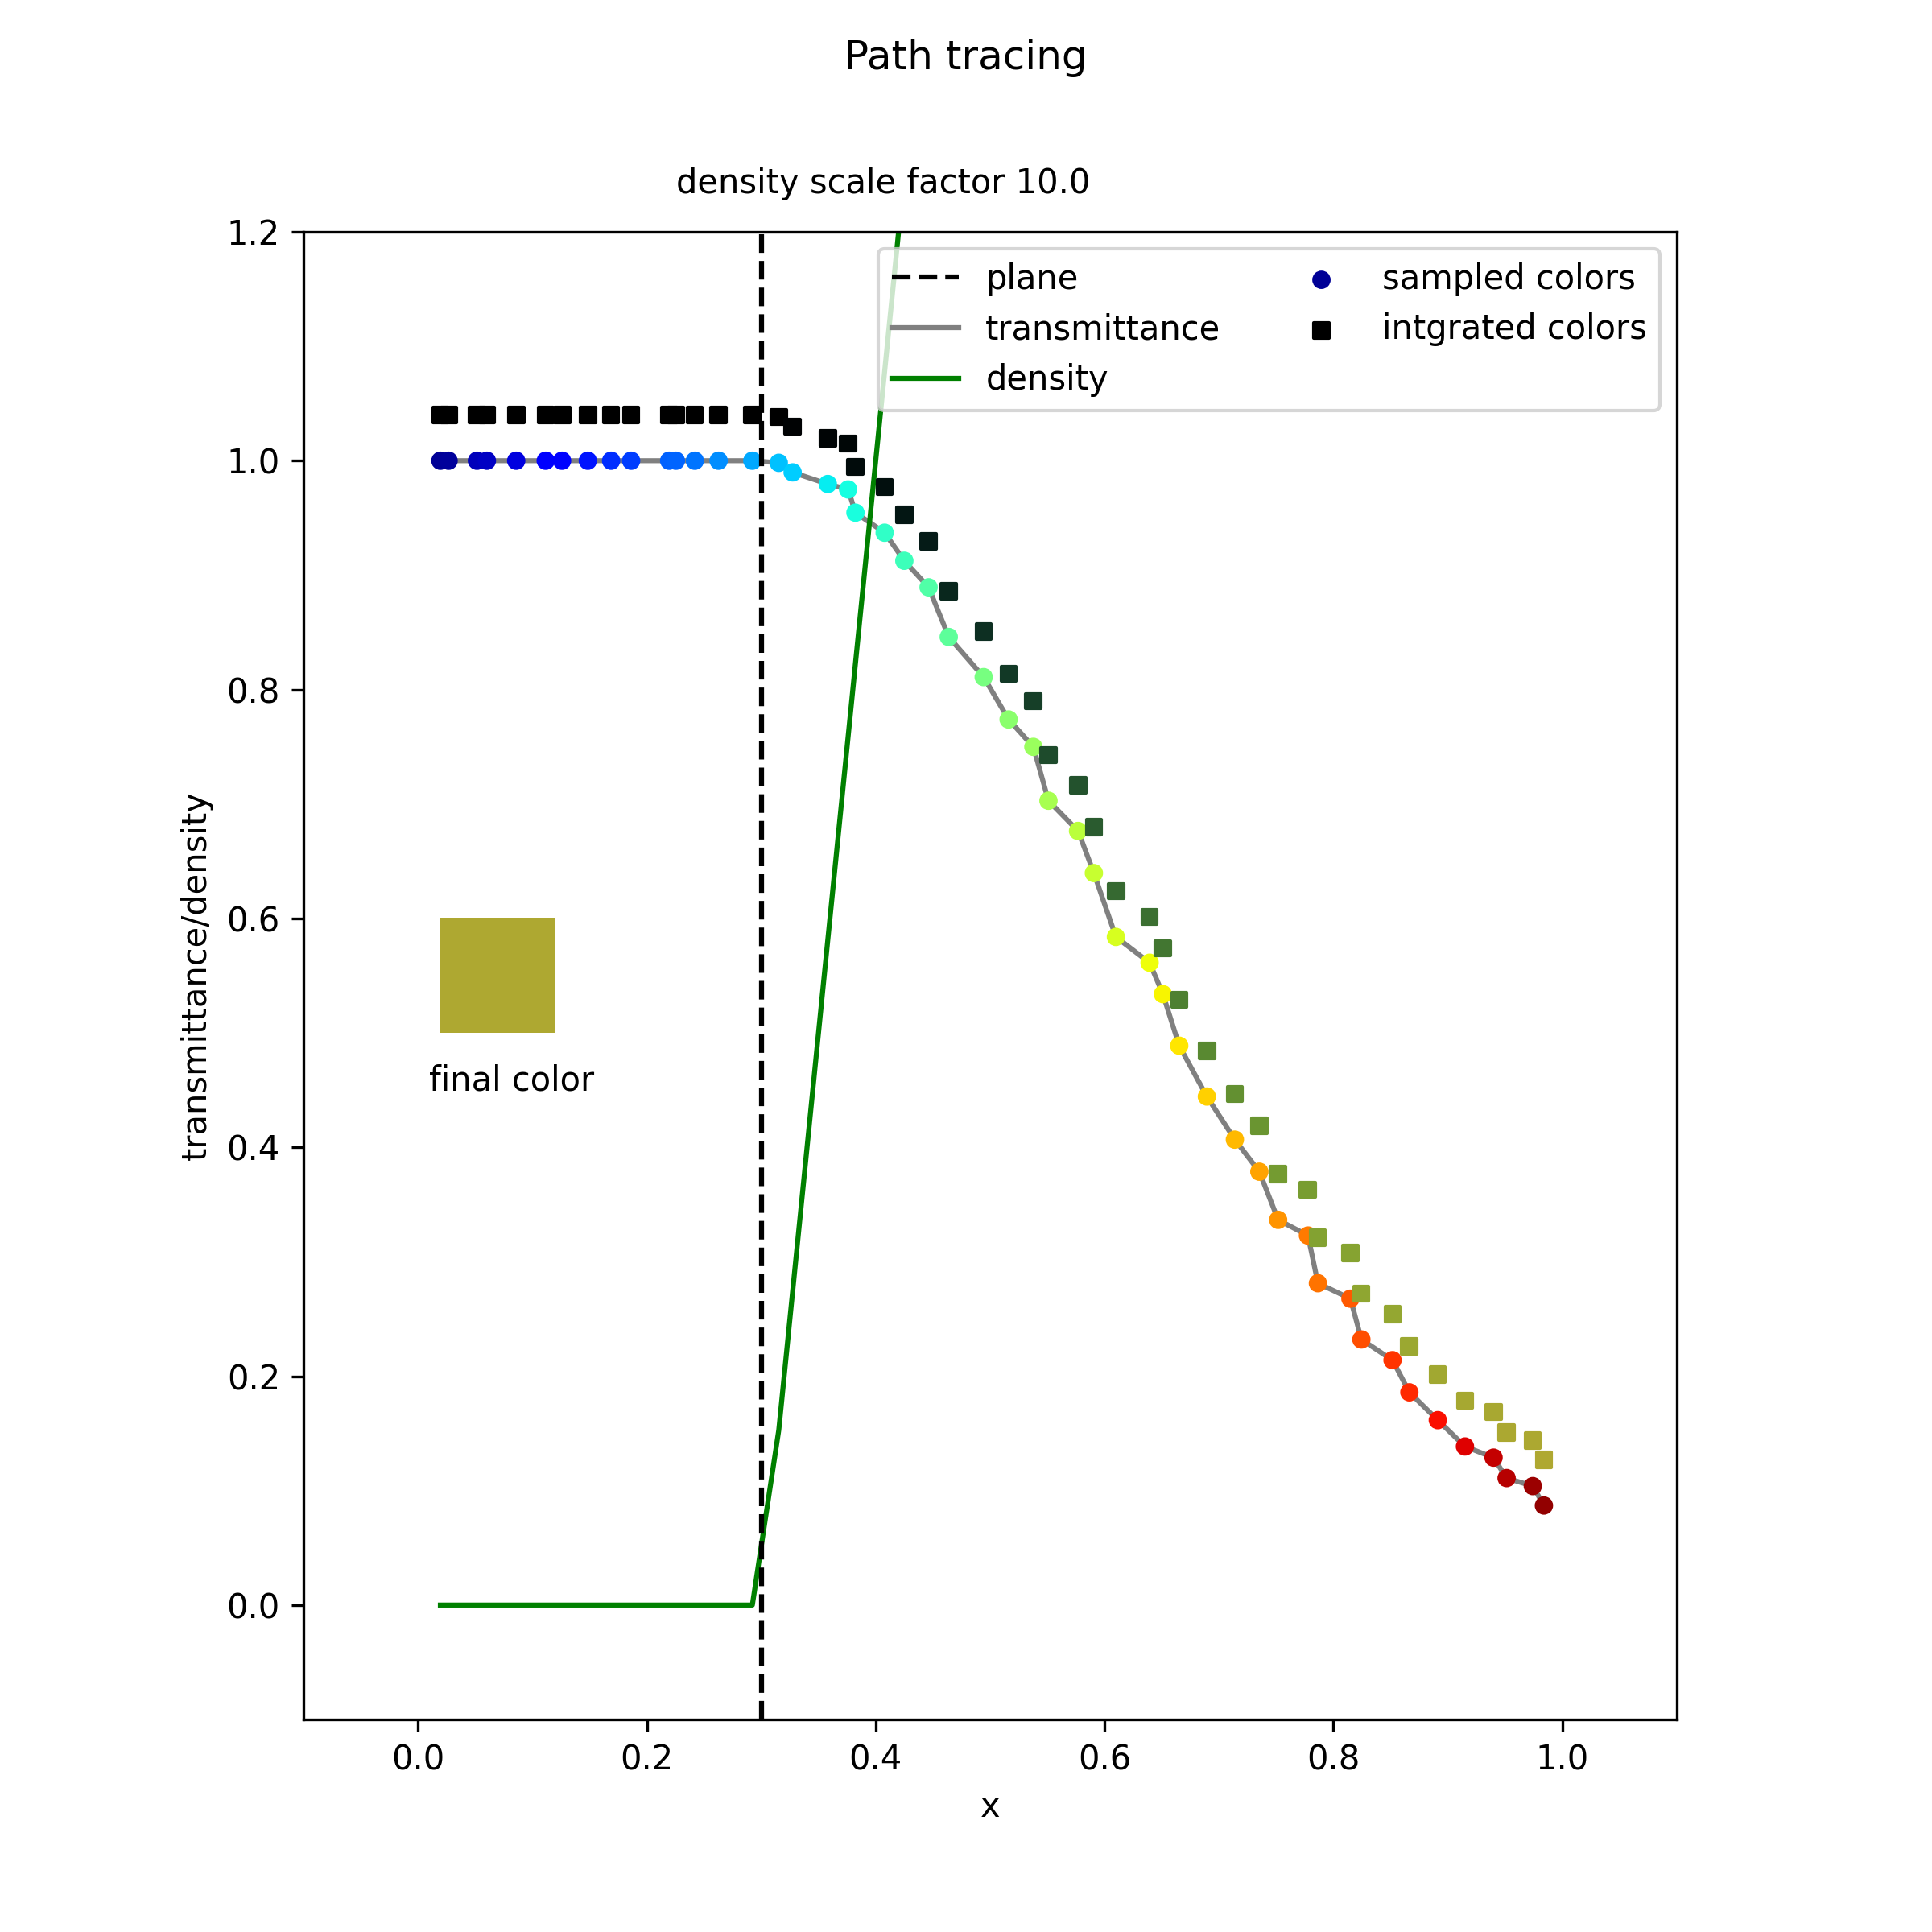 Path tracing
density scale factor 10.0
plane
transmittance
density
sampled colors
intgrated colors
transmittance/density
1.2
1.0
0.8
0.6
0.4
0.2
0.0
final color
0.0 0.2 0.4 0.6 0.8 1.0
x